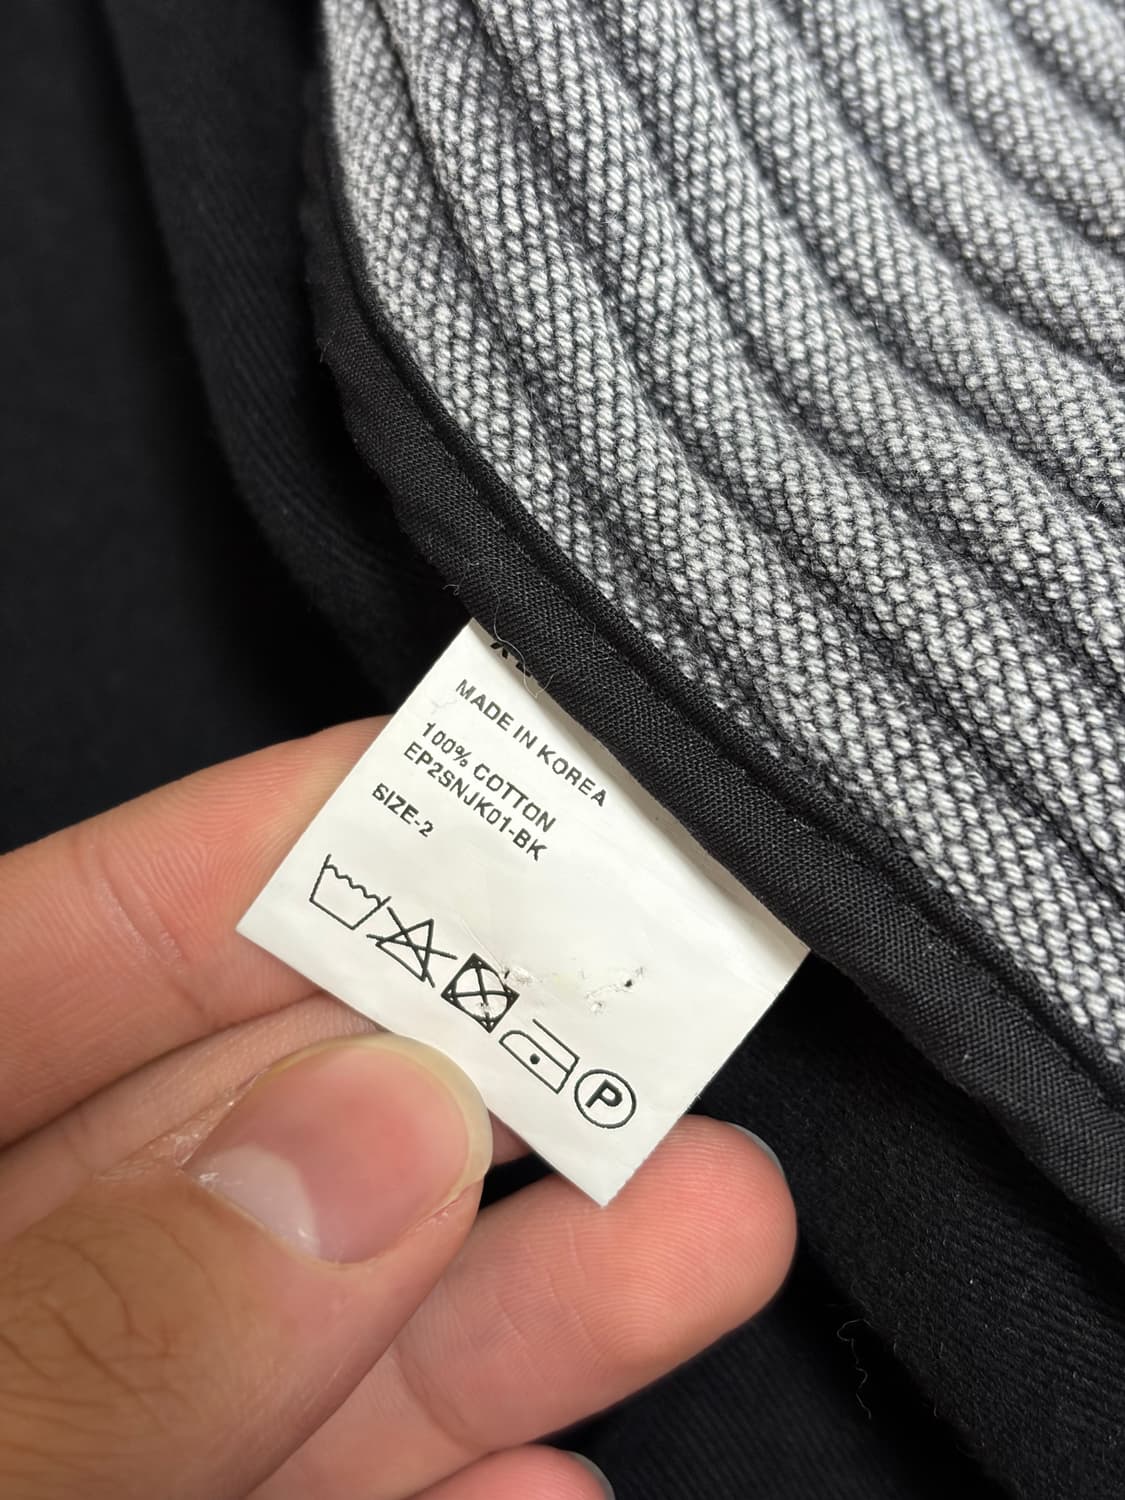 MADE IN KOREA
100% COTTON
EP2SNJK01-BK
SIZE-2
P